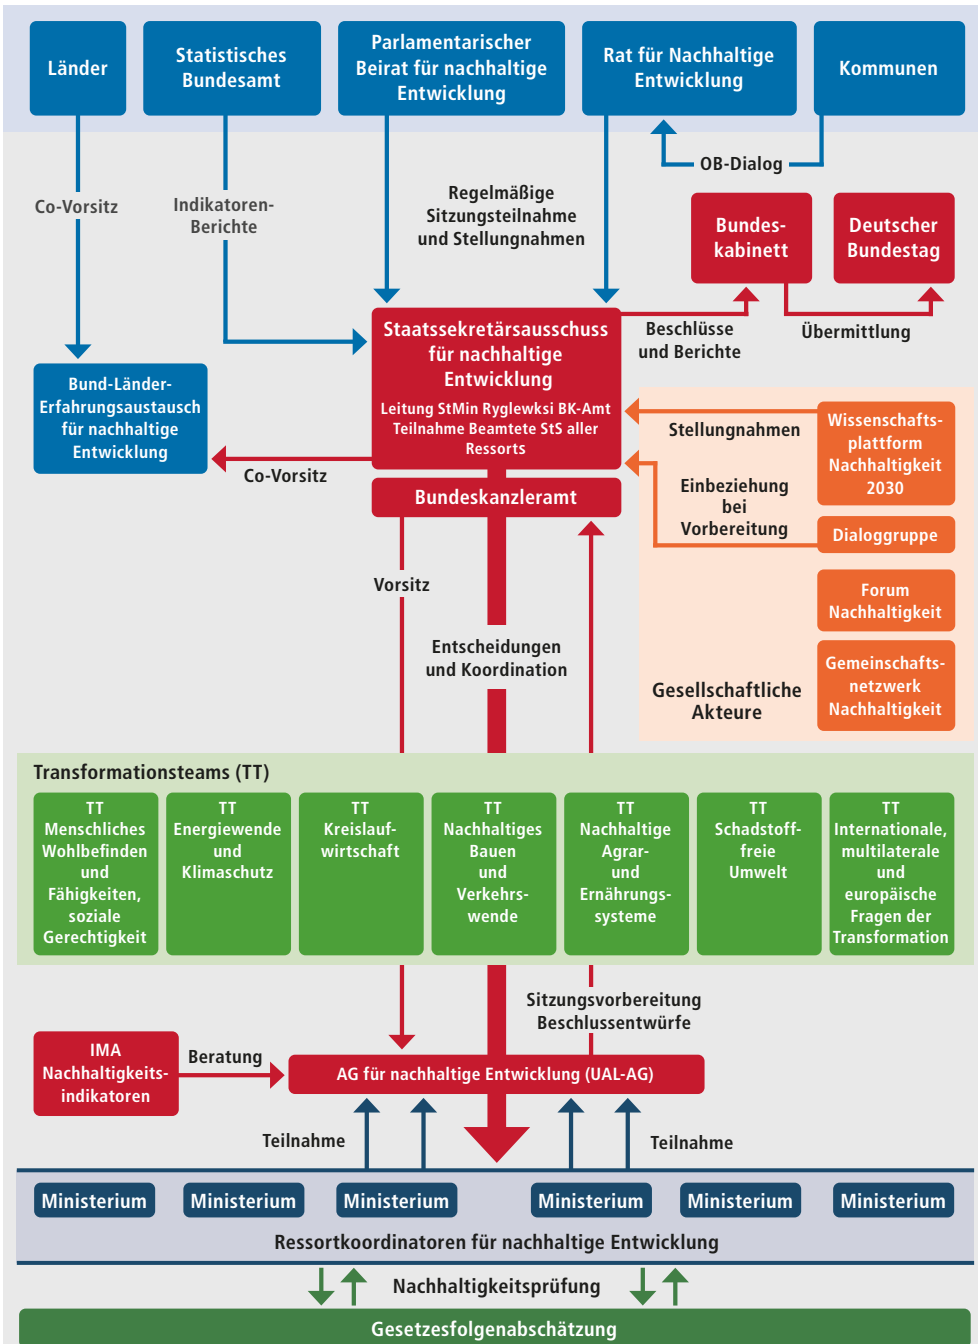 Länder
Statistisches
Bundesamt
Parlamentarischer
Beirat für nachhaltige
Entwicklung
Rat für Nachhaltige
Entwicklung
Kommunen
OB-Dialog
Co-Vorsitz
Indikatoren-
Berichte
Regelmäßige
Sitzungsteilnahme
und Stellungnahmen
Bundes-
kabinett
Deutscher
Bundestag
Staatssekretärsausschuss
für nachhaltige
Entwicklung
Leitung StMin Ryglewksi BK-Amt
Teilnahme Beamtete StS aller
Ressorts
Beschlüsse
und Berichte
Übermittlung
Bund-Länder-
Erfahrungsaustausch
für nachhaltige
Entwicklung
Co-Vorsitz
Stellungnahmen
Wissenschafts-
plattform
Nachhaltigkeit
2030
Bundeskanzleramt
Einbeziehung
bei
Vorbereitung
Dialoggruppe
Vorsitz
Forum
Nachhaltigkeit
Entscheidungen
und Koordination
Gesellschaftliche
Akteure
Gemeinschafts-
netzwerk
Nachhaltigkeit
Transformationsteams (TT)
TT
Menschliches
Wohlbefinden
und
Fähigkeiten,
soziale
Gerechtigkeit
TT
Energiewende
und
Klimaschutz
TT
Kreislauf-
wirtschaft
TT
Nachhaltiges
Bauen
und
Verkehrs-
wende
TT
Nachhaltige
Agrar-
und
Ernährungs-
systeme
TT
Schadstoff-
freie
Umwelt
TT
Internationale,
multilaterale
und
europäische
Fragen der
Transformation
Sitzungsvorbereitung
Beschlussentwürfe
IMA
Nachhaltigkeits-
indikatoren
Beratung
AG für nachhaltige Entwicklung (UAL-AG)
Teilnahme
Teilnahme
Ministerium
Ministerium
Ministerium
Ministerium
Ministerium
Ministerium
Ressortkoordinatoren für nachhaltige Entwicklung
Nachhaltigkeitsprüfung
Gesetzesfolgenabschätzung